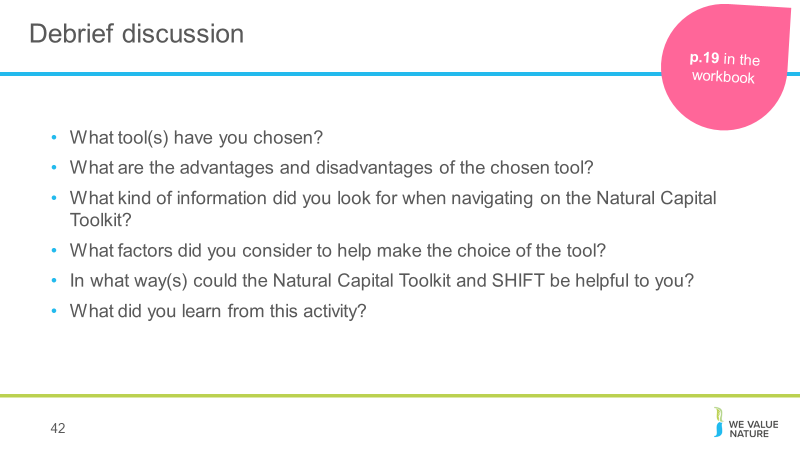 Debrief discussion
p.19 in the
workbook
• What tool(s) have you chosen?
• What are the advantages and disadvantages of the chosen tool?
• What kind of information did you look for when navigating on the Natural Capital
Toolkit?
• What factors did you consider to help make the choice of the tool?
• In what way(s) could the Natural Capital Toolkit and SHIFT be helpful to you?
• What did you learn from this activity?
42
WE VALUE
NATURE